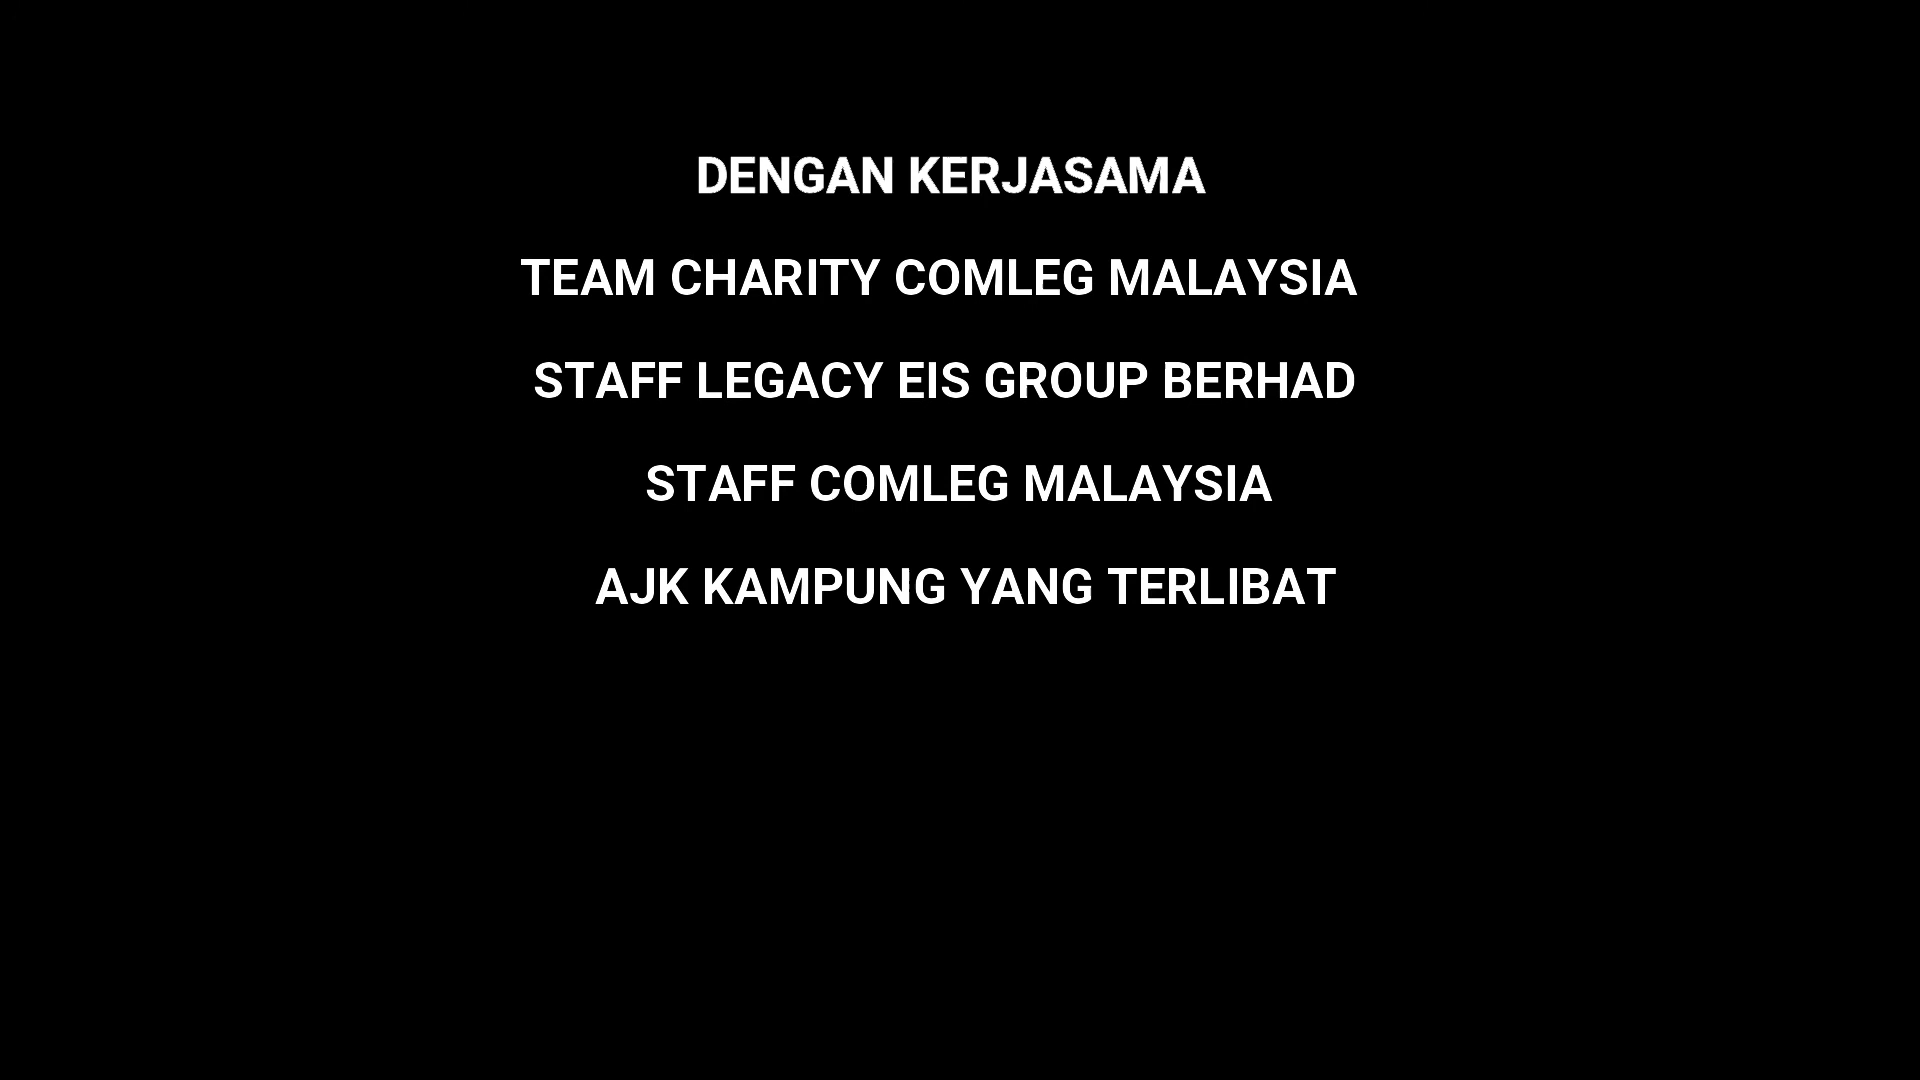 DENGAN KERJASAMA
TEAM CHARITY COMLEG MALAYSIA
STAFF LEGACY EIS GROUP BERHAD
STAFF COMLEG MALAYSIA
AJK KAMPUNG YANG TERLIBAT